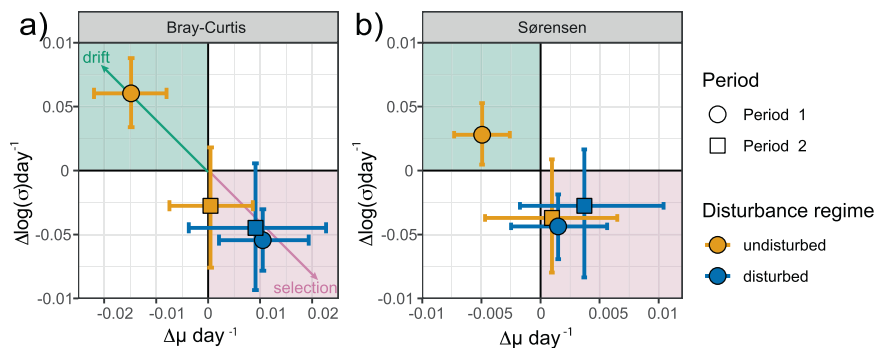 a)
Bray-Curtis
b)
Sørensen
0.01
0.05
0
-0.05
-0.01
Δlog(σ)day⁻¹
drift
selection
-0.02 -0.01 0 0.01 0.02
Δμ day⁻¹
0.01
0.05
0
-0.05
-0.01
Δlog(σ)day⁻¹
-0.01 -0.005 0 0.005 0.01
Δμ day⁻¹
Period
Period 1
Period 2
Disturbance regime
undisturbed
disturbed